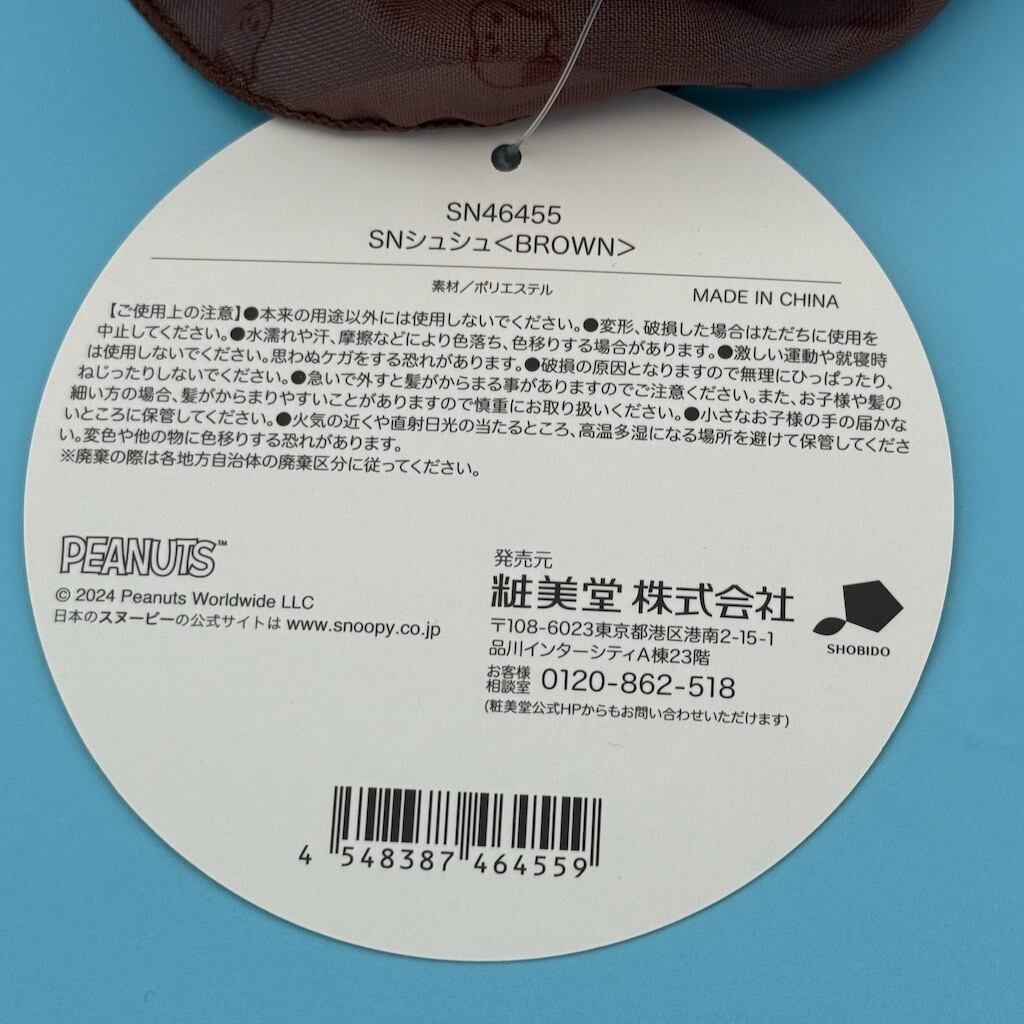 SN46455
SNシュシュ<BROWN>
素材／ポリエステル
MADE IN CHINA
【ご使用上の注意】●本来の用途以外には使用しないでください。●変形、破損した場合はただちに使用を
中止してください。●水濡れや汗、摩擦などにより色落ち、色移りする場合があります。●激しい運動や就寝時
は使用しないでください。思わぬケガをする恐れがあります。●破損の原因となりますので無理にひっぱったり、
ねじったりしないでください。●急いで外すと髪がからまる事がありますのでご注意ください。また、お子様や髪の
細い方の場合、髪がからまりやすいことがありますので慎重にお取り扱いください。●小さなお子様の手の届かな
いところに保管してください。●火気の近くや直射日光の当たるところ、高温多湿になる場所を避けて保管してくださ
い。変色や他の物に色移りする恐れがあります。
※廃棄の際は各地方自治体の廃棄区分に従ってください。
PEANUTS™
© 2024 Peanuts Worldwide LLC
日本のスヌーピーの公式サイトは www.snoopy.co.jp
発売元
粧美堂 株式会社
〒108-6023東京都港区港南2-15-1
品川インターシティA棟23階
お客様
相談室 0120-862-518
(粧美堂公式HPからもお問い合わせいただけます)
SHOBIDO
4 548387 464559